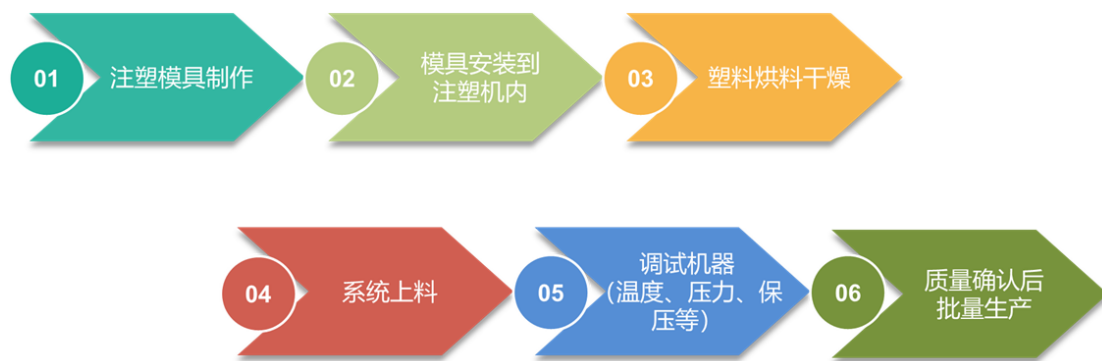 01
注塑模具制作
02
模具安装到
注塑机内
03
塑料烘料干燥
04
系统上料
05
调试机器
（温度、压力、保
压等）
06
质量确认后
批量生产